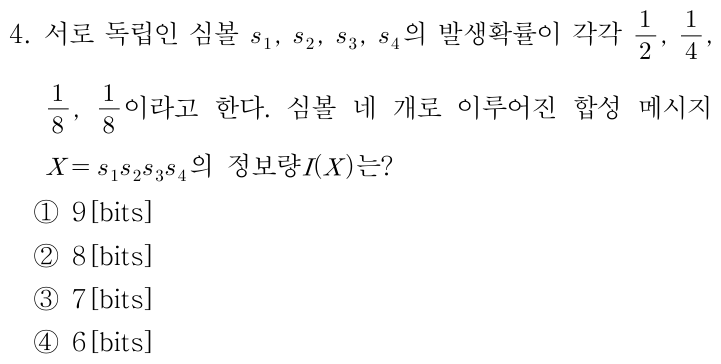 4. 서로 독립인 심볼 s₁, s₂, s₃, s₄의 발생확률이 각각 1/2, 1/4,
1/8, 1/8이라고 한다. 심볼 네 개로 이루어진 합성 메시지
X = s₁s₂s₃s₄의 정보량 I(X)는?
① 9[bits]
② 8[bits]
③ 7[bits]
④ 6[bits]